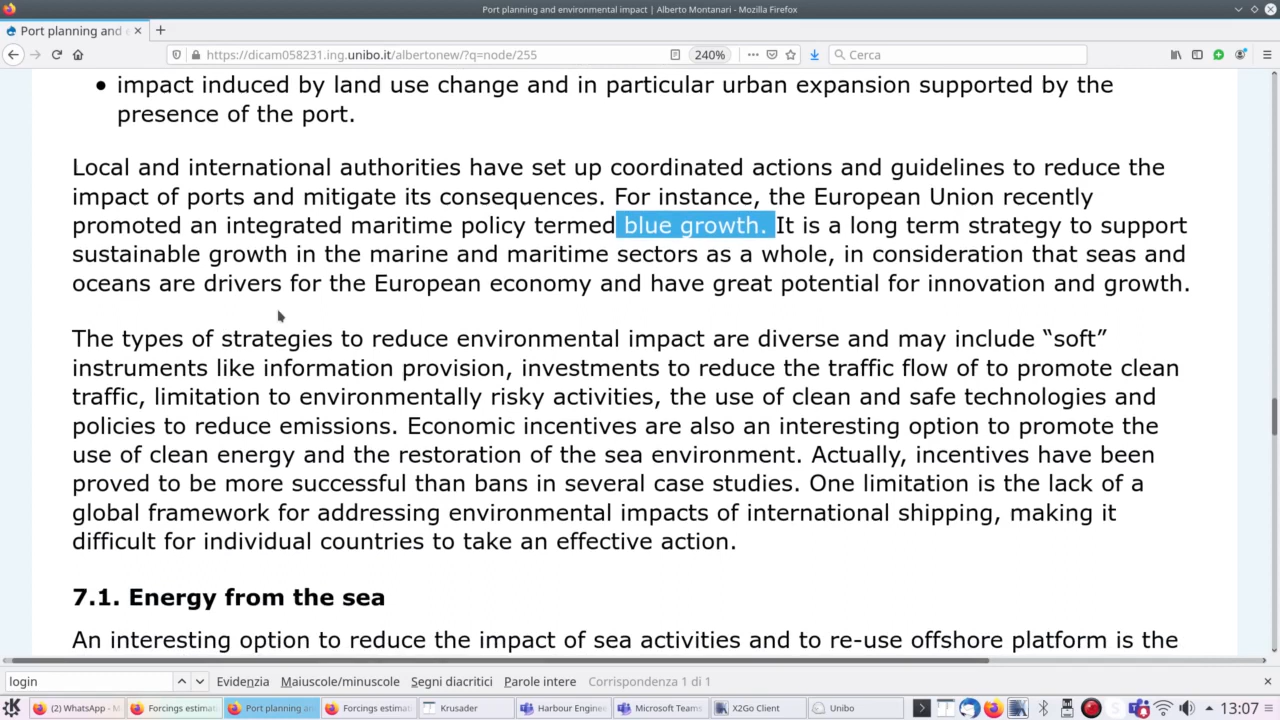 Port planning and environmental impact | Alberto Montanari - Mozilla Firefox
Port planning and e
https://dicam058231.ing.unibo.it/albertonew/?q=node/255
240%
Cerca
• impact induced by land use change and in particular urban expansion supported by the
presence of the port.
Local and international authorities have set up coordinated actions and guidelines to reduce the
impact of ports and mitigate its consequences. For instance, the European Union recently
promoted an integrated maritime policy termed blue growth. It is a long term strategy to support
sustainable growth in the marine and maritime sectors as a whole, in consideration that seas and
oceans are drivers for the European economy and have great potential for innovation and growth.
The types of strategies to reduce environmental impact are diverse and may include “soft”
instruments like information provision, investments to reduce the traffic flow of to promote clean
traffic, limitation to environmentally risky activities, the use of clean and safe technologies and
policies to reduce emissions. Economic incentives are also an interesting option to promote the
use of clean energy and the restoration of the sea environment. Actually, incentives have been
proved to be more successful than bans in several case studies. One limitation is the lack of a
global framework for addressing environmental impacts of international shipping, making it
difficult for individual countries to take an effective action.
7.1. Energy from the sea
An interesting option to reduce the impact of sea activities and to re-use offshore platform is the
login
Evidenzia
Maiuscole/minuscole
Segni diacritici
Parole intere
Corrispondenza 1 di 1
(2) WhatsApp - M
Forcings estimat
Port planning an
Forcings estimat
Krusader
Harbour Enginee
Microsoft Teams
X2Go Client
Unibo
13:07